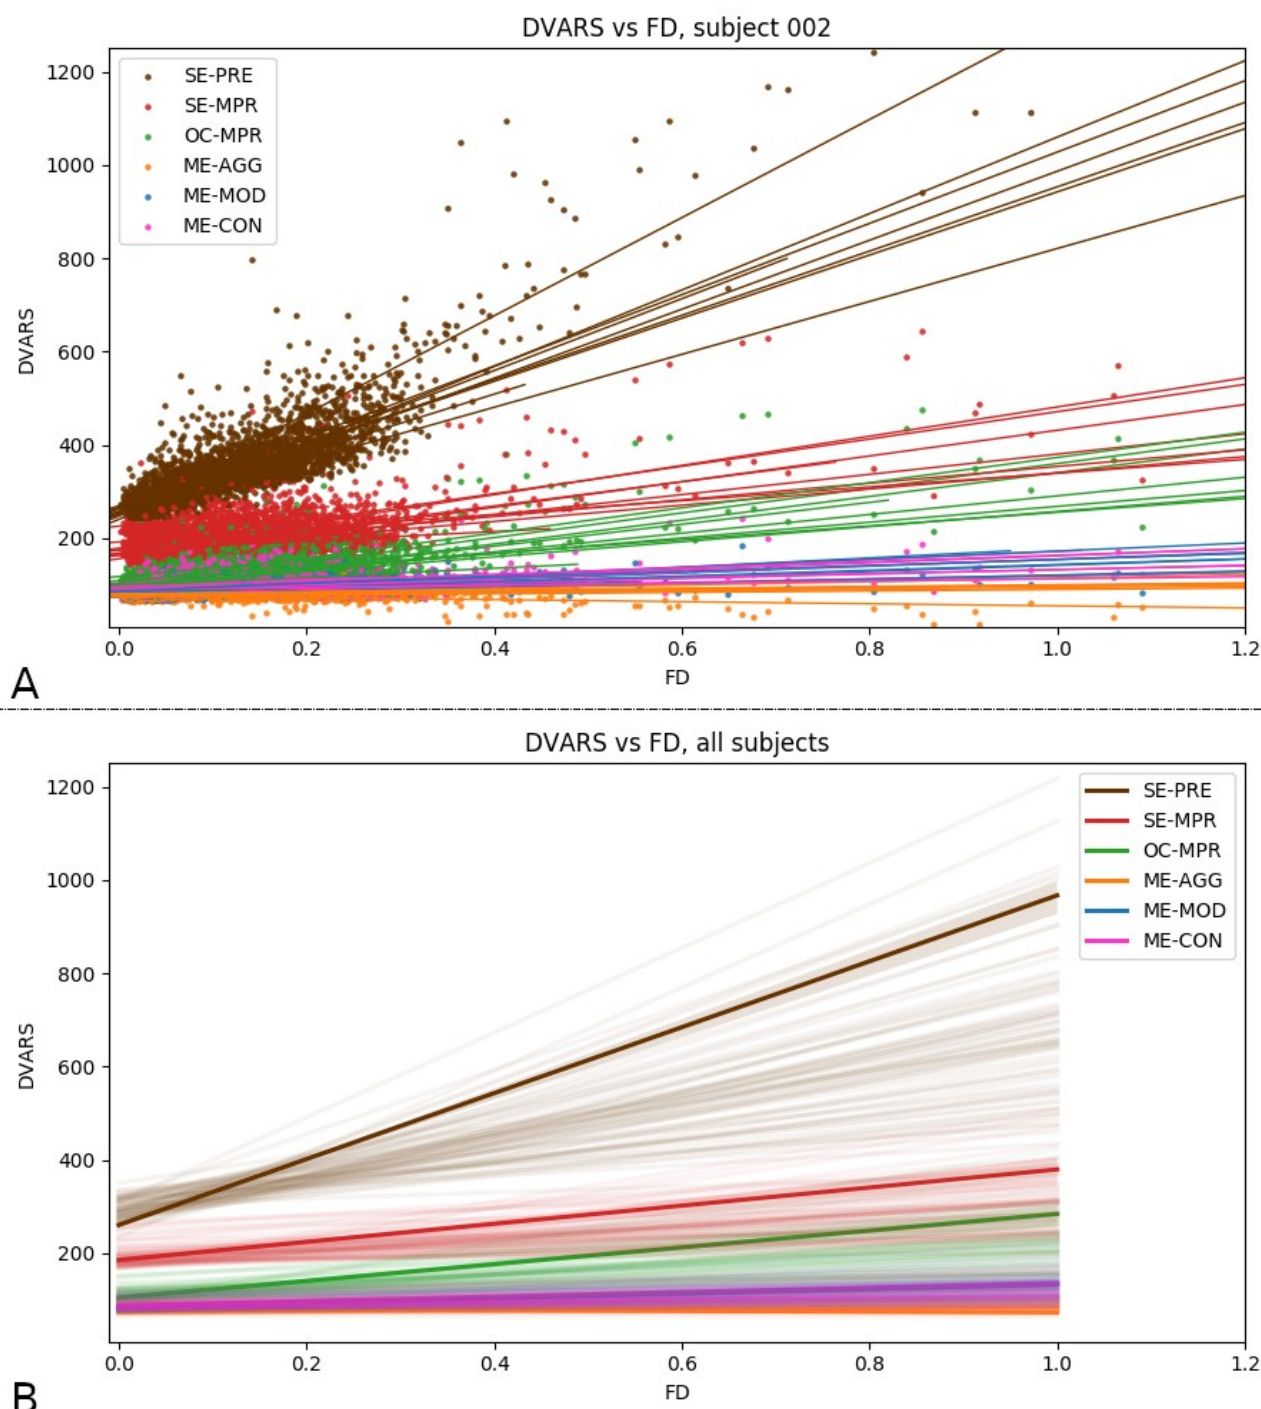 DVARS vs FD, subject 002
SE-PRE
SE-MPR
OC-MPR
ME-AGG
ME-MOD
ME-CON
1200
1000
800
600
400
200
DVARS
0.0 0.2 0.4 0.6 0.8 1.0 1.2
FD
A
DVARS vs FD, all subjects
SE-PRE
SE-MPR
OC-MPR
ME-AGG
ME-MOD
ME-CON
1200
1000
800
600
400
200
DVARS
0.0 0.2 0.4 0.6 0.8 1.0 1.2
FD
B